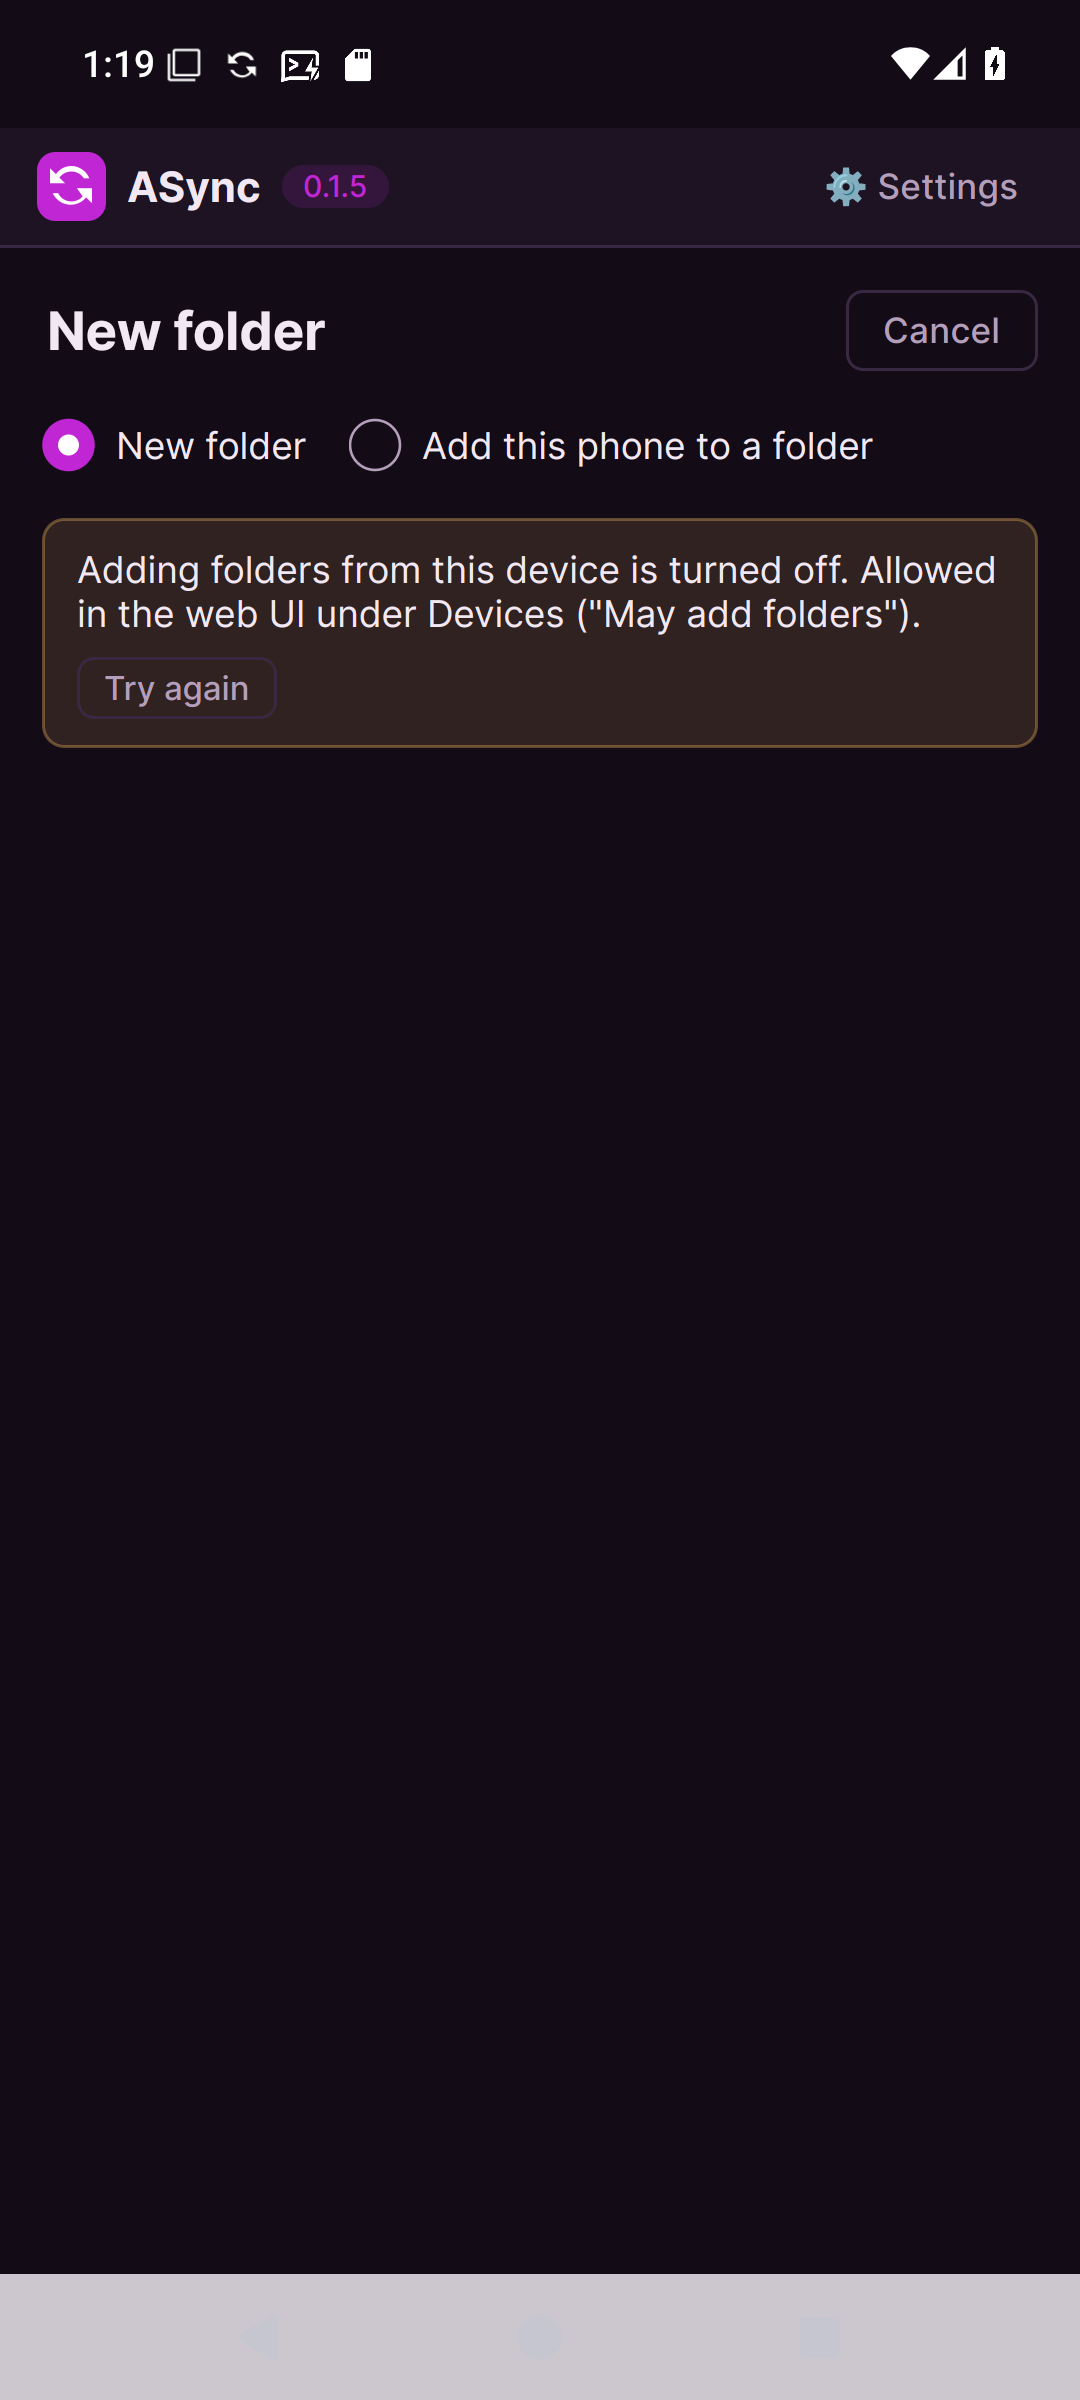 1:19
ASync
0.1.5
⚙️ Settings
New folder
Cancel
New folder
Add this phone to a folder
Adding folders from this device is turned off. Allowed
in the web UI under Devices ("May add folders").
Try again